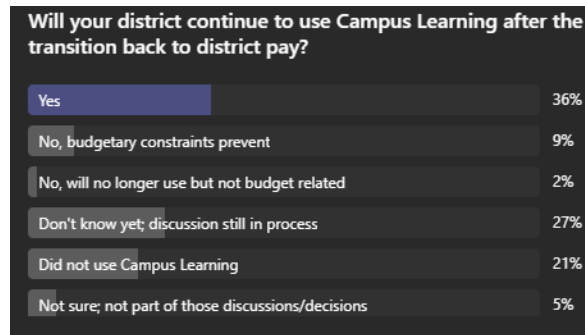 Will your district continue to use Campus Learning after the
transition back to district pay?
Yes 36%
No, budgetary constraints prevent 9%
No, will no longer use but not budget related 2%
Don't know yet; discussion still in process 27%
Did not use Campus Learning 21%
Not sure; not part of those discussions/decisions 5%